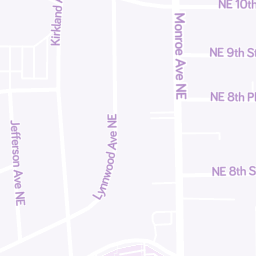 NE 10th
Kirkland A
Monroe Ave NE
NE 9th St
NE 8th Pl
Jefferson Ave NE
Lynnwood Ave NE
NE 8th S